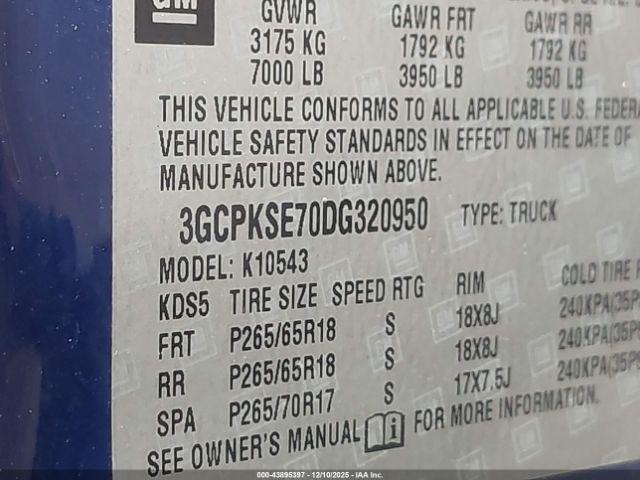 GM
GVWR GAWR FRT GAWR RR
3175 KG 1792 KG 1792 KG
7000 LB 3950 LB 3950 LB
THIS VEHICLE CONFORMS TO ALL APPLICABLE U.S. FEDERA
VEHICLE SAFETY STANDARDS IN EFFECT ON THE DATE OF
MANUFACTURE SHOWN ABOVE.
3GCPKSE70DG320950 TYPE: TRUCK
MODEL: K10543
KDS5 TIRE SIZE SPEED RTG RIM COLD TIRE
FRT P265/65R18 S 18X8J 240KPA(35P
RR P265/65R18 S 18X8J 240KPA(35P
SPA P265/70R17 S 17X7.5J 240KPA(35P
SEE OWNER'S MANUAL i FOR MORE INFORMATION.
000-43895397 - 12/10/2025 - IAA, Inc.